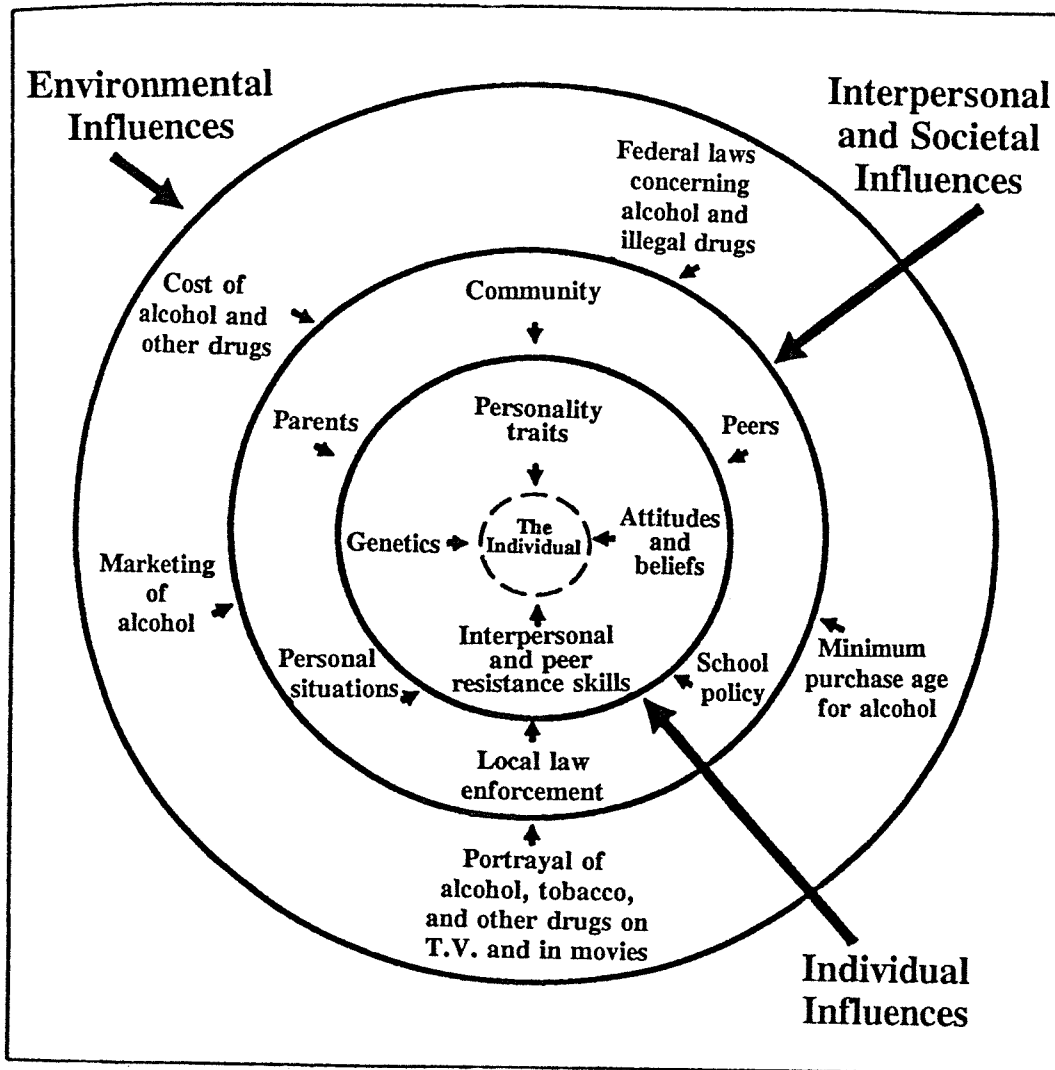 Environmental
Influences
Interpersonal
and Societal
Influences
Federal laws
concerning
alcohol and
illegal drugs
Cost of
alcohol and
other drugs
Community
Parents
Personality
traits
Peers
Genetics
The
Individual
Attitudes
and
beliefs
Marketing
of
alcohol
Personal
situations
Interpersonal
and peer
resistance skills
School
policy
Minimum
purchase age
for alcohol
Local law
enforcement
Portrayal of
alcohol, tobacco,
and other drugs on
T.V. and in movies
Individual
Influences